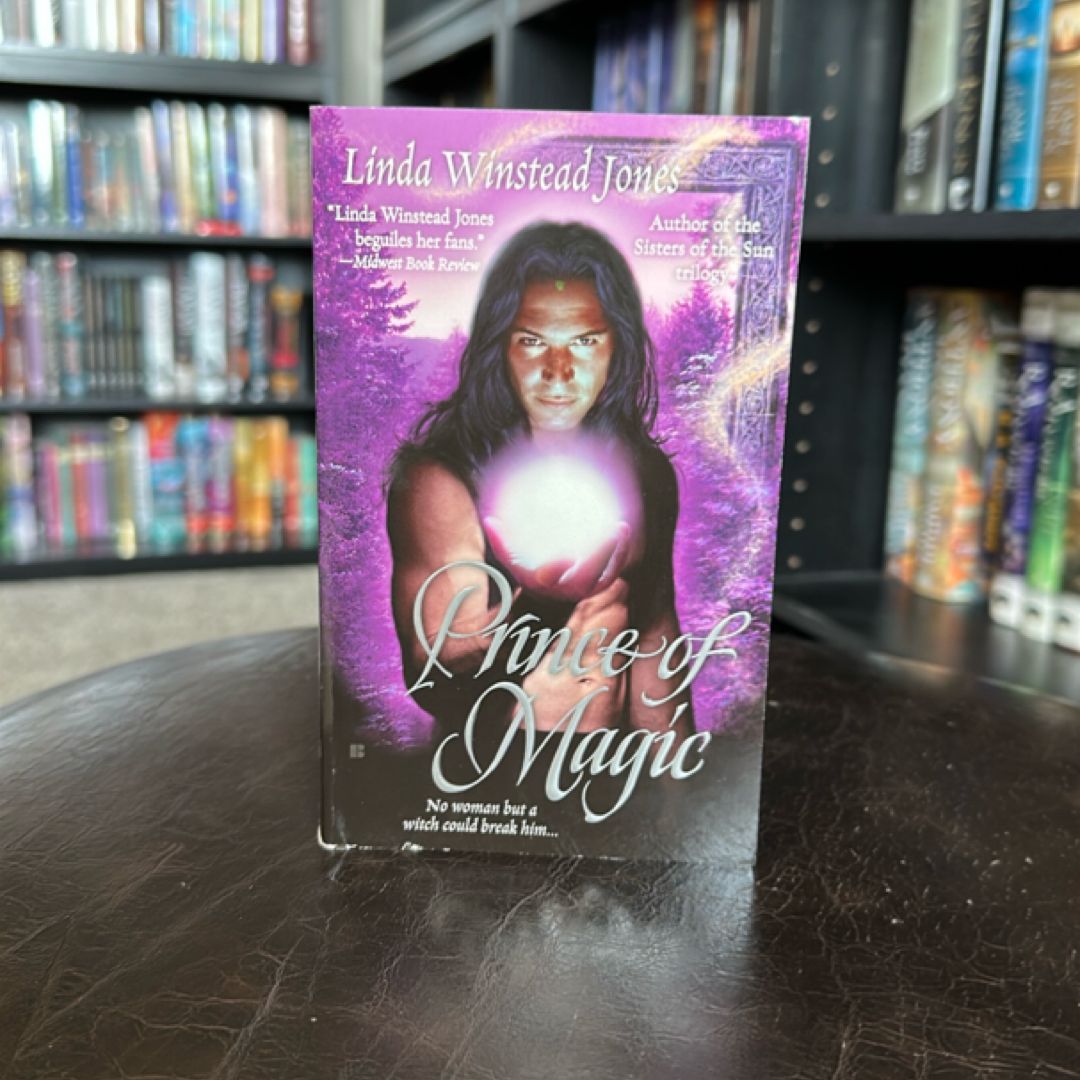 Linda Winstead Jones
"Linda Winstead Jones
beguiles her fans."
—Midwest Book Review
Author of the
Sisters of the Sun
trilogy
Prince of
Magic
B
No woman but a
witch could break him...